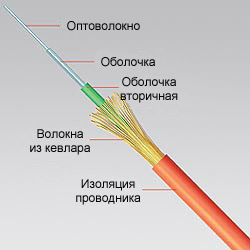 Оптоволокно
Оболочка
Оболочка
вторичная
Волокна
из кевлара
Изоляция
проводника